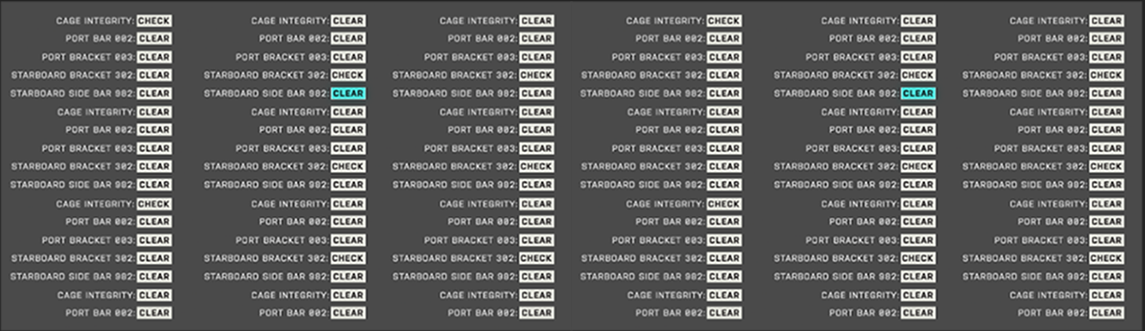 CAGE INTEGRITY: CHECK CAGE INTEGRITY: CLEAR CAGE INTEGRITY: CLEAR CAGE INTEGRITY: CHECK CAGE INTEGRITY: CLEAR CAGE INTEGRITY: CLEAR
PORT BAR 002: CLEAR PORT BAR 002: CLEAR PORT BAR 002: CLEAR PORT BAR 002: CLEAR PORT BAR 002: CLEAR PORT BAR 002: CLEAR
PORT BRACKET 003: CLEAR PORT BRACKET 003: CLEAR PORT BRACKET 003: CLEAR PORT BRACKET 003: CLEAR PORT BRACKET 003: CLEAR PORT BRACKET 003: CLEAR
STARBOARD BRACKET 302: CLEAR STARBOARD BRACKET 302: CHECK STARBOARD BRACKET 302: CHECK STARBOARD BRACKET 302: CLEAR STARBOARD BRACKET 302: CHECK STARBOARD BRACKET 302: CHECK
STARBOARD SIDE BAR 982: CLEAR STARBOARD SIDE BAR 982: CLEAR STARBOARD SIDE BAR 982: CLEAR STARBOARD SIDE BAR 982: CLEAR STARBOARD SIDE BAR 982: CLEAR STARBOARD SIDE BAR 982: CLEAR
CAGE INTEGRITY: CLEAR CAGE INTEGRITY: CLEAR CAGE INTEGRITY: CLEAR CAGE INTEGRITY: CLEAR CAGE INTEGRITY: CLEAR CAGE INTEGRITY: CLEAR
PORT BAR 002: CLEAR PORT BAR 002: CLEAR PORT BAR 002: CLEAR PORT BAR 002: CLEAR PORT BAR 002: CLEAR PORT BAR 002: CLEAR
PORT BRACKET 003: CLEAR PORT BRACKET 003: CLEAR PORT BRACKET 003: CLEAR PORT BRACKET 003: CLEAR PORT BRACKET 003: CLEAR PORT BRACKET 003: CLEAR
STARBOARD BRACKET 302: CLEAR STARBOARD BRACKET 302: CHECK STARBOARD BRACKET 302: CHECK STARBOARD BRACKET 302: CLEAR STARBOARD BRACKET 302: CHECK STARBOARD BRACKET 302: CHECK
STARBOARD SIDE BAR 982: CLEAR STARBOARD SIDE BAR 982: CLEAR STARBOARD SIDE BAR 982: CLEAR STARBOARD SIDE BAR 982: CLEAR STARBOARD SIDE BAR 982: CLEAR STARBOARD SIDE BAR 982: CLEAR
CAGE INTEGRITY: CHECK CAGE INTEGRITY: CLEAR CAGE INTEGRITY: CLEAR CAGE INTEGRITY: CHECK CAGE INTEGRITY: CLEAR CAGE INTEGRITY: CLEAR
PORT BAR 002: CLEAR PORT BAR 002: CLEAR PORT BAR 002: CLEAR PORT BAR 002: CLEAR PORT BAR 002: CLEAR PORT BAR 002: CLEAR
PORT BRACKET 003: CLEAR PORT BRACKET 003: CLEAR PORT BRACKET 003: CLEAR PORT BRACKET 003: CLEAR PORT BRACKET 003: CLEAR PORT BRACKET 003: CLEAR
STARBOARD BRACKET 302: CLEAR STARBOARD BRACKET 302: CHECK STARBOARD BRACKET 302: CHECK STARBOARD BRACKET 302: CLEAR STARBOARD BRACKET 302: CHECK STARBOARD BRACKET 302: CHECK
STARBOARD SIDE BAR 982: CLEAR STARBOARD SIDE BAR 982: CLEAR STARBOARD SIDE BAR 982: CLEAR STARBOARD SIDE BAR 982: CLEAR STARBOARD SIDE BAR 982: CLEAR STARBOARD SIDE BAR 982: CLEAR
CAGE INTEGRITY: CLEAR CAGE INTEGRITY: CLEAR CAGE INTEGRITY: CLEAR CAGE INTEGRITY: CLEAR CAGE INTEGRITY: CLEAR CAGE INTEGRITY: CLEAR
PORT BAR 002: CLEAR PORT BAR 002: CLEAR PORT BAR 002: CLEAR PORT BAR 002: CLEAR PORT BAR 002: CLEAR PORT BAR 002: CLEAR